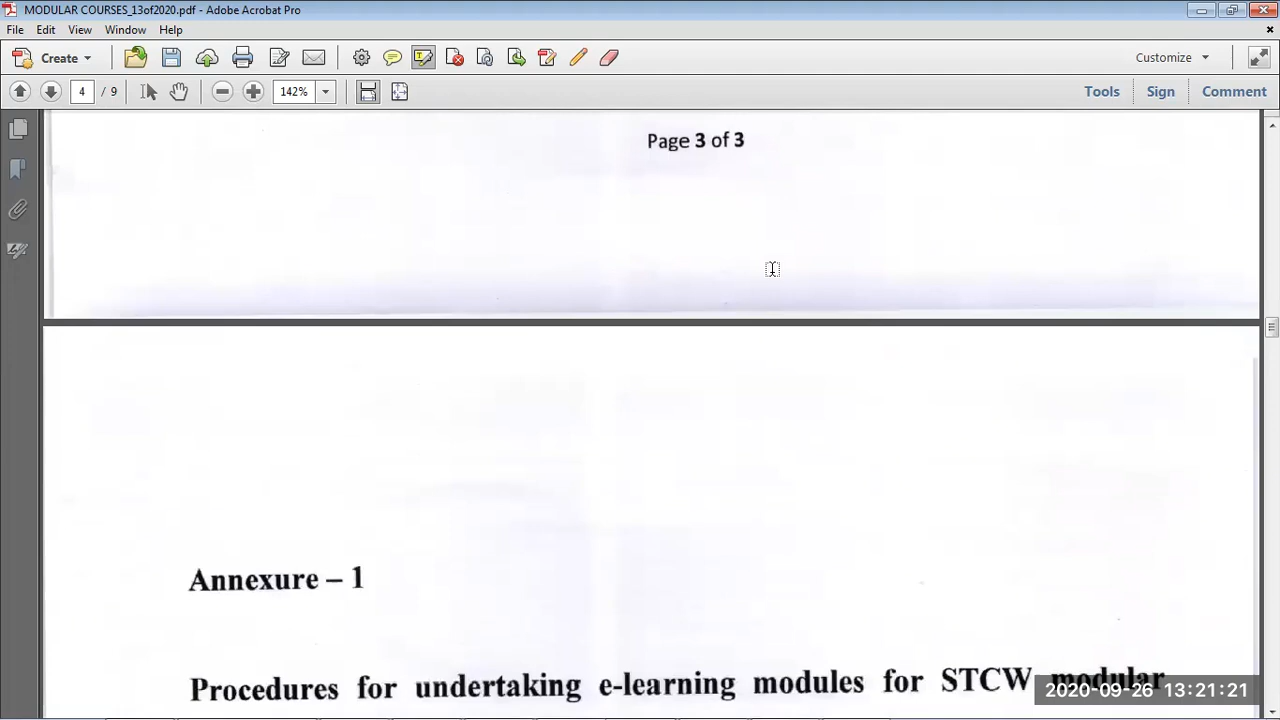 MODULAR COURSES_13of2020.pdf - Adobe Acrobat Pro
File Edit View Window Help
Create Customize
4 / 9 142% Tools Sign Comment
Page 3 of 3
Annexure – 1
Procedures for undertaking e-learning modules for STCW modular
2020-09-26 13:21:21